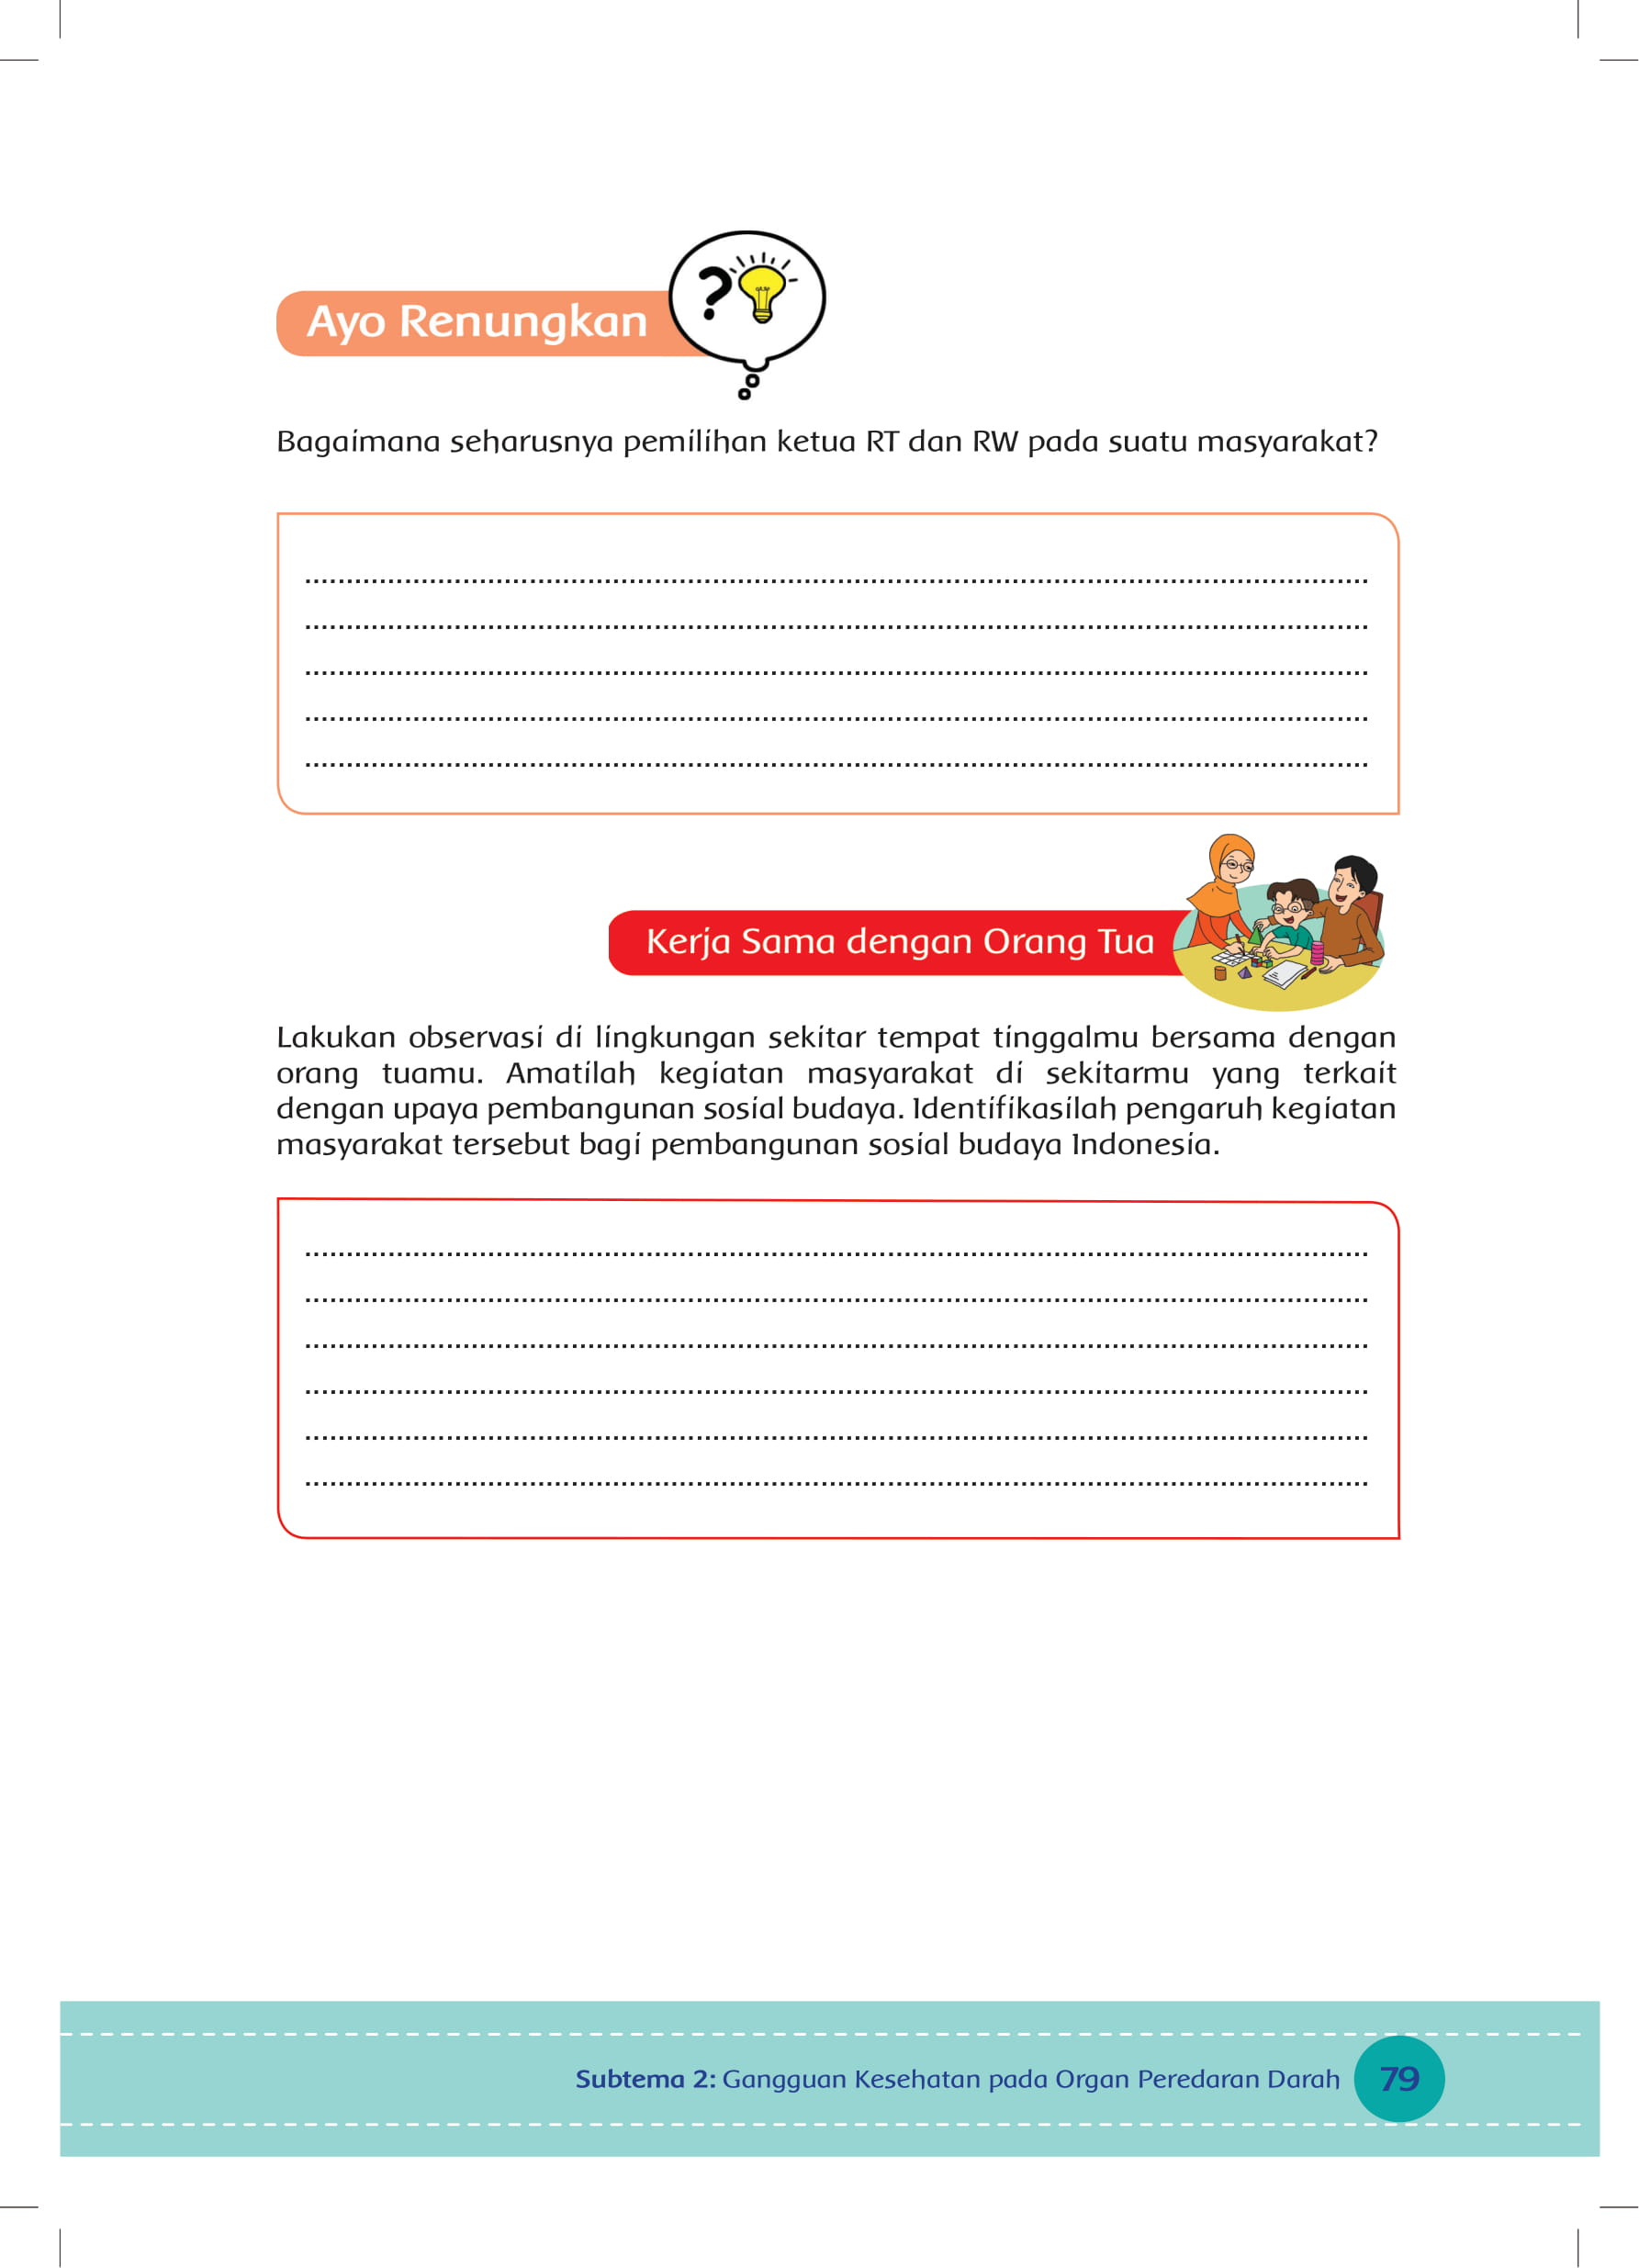 Ayo Renungkan
Bagaimana seharusnya pemilihan ketua RT dan RW pada suatu masyarakat?
................................................................................
................................................................................
................................................................................
................................................................................
................................................................................
Kerja Sama dengan Orang Tua
Lakukan observasi di lingkungan sekitar tempat tinggalmu bersama dengan
orang tuamu. Amatilah kegiatan masyarakat di sekitarmu yang terkait
dengan upaya pembangunan sosial budaya. Identifikasilah pengaruh kegiatan
masyarakat tersebut bagi pembangunan sosial budaya Indonesia.
................................................................................
................................................................................
................................................................................
................................................................................
................................................................................
................................................................................
Subtema 2: Gangguan Kesehatan pada Organ Peredaran Darah 79